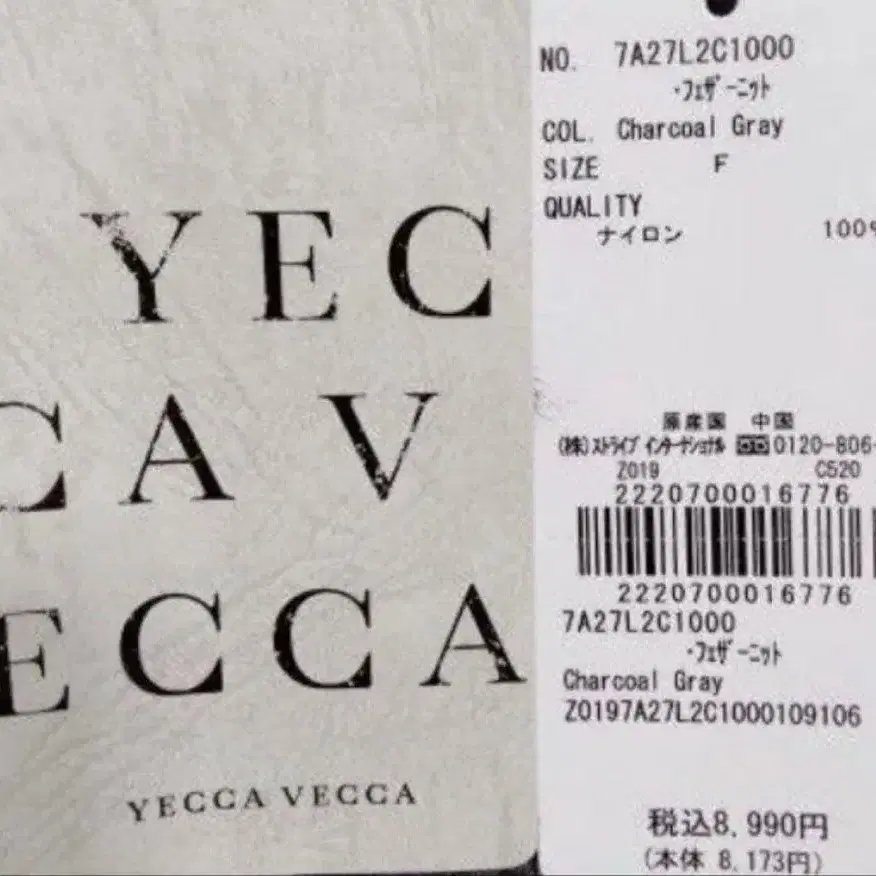 YEC
CA V
ECCA
YECCA VECCA
NO. 7A27L2C1000
・フェザーニット
COL. Charcoal Gray
SIZE F
QUALITY
ナイロン 100%
原産国 中国
(株)ストライプ インターナショナル 0120-806-
Z019 C520
2220700016776
2220700016776
7A27L2C1000
・フェザーニット
Charcoal Gray
Z0197A27L2C1000109106
税込8,990円
(本体 8,173円)